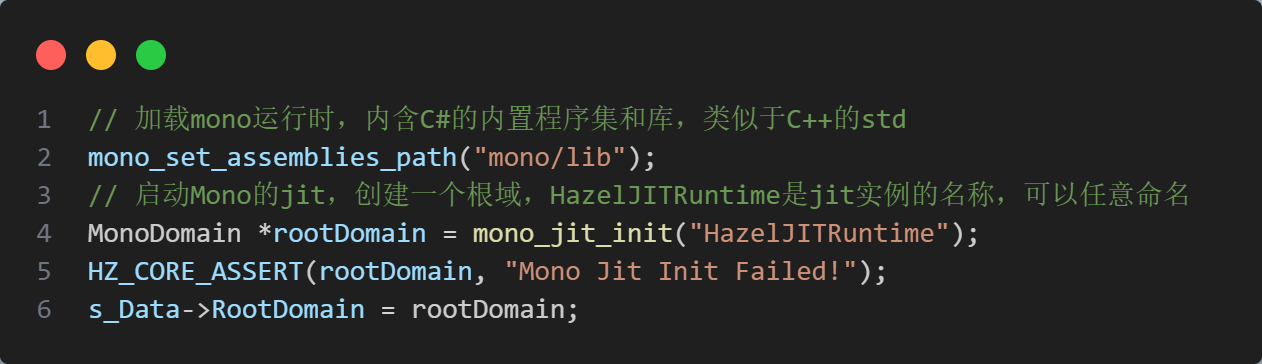 1 // 加载mono运行时，内含C#的内置程序集和库，类似于C++的std
2 mono_set_assemblies_path("mono/lib");
3 // 启动Mono的jit，创建一个根域，HazelJITRuntime是jit实例的名称，可以任意命名
4 MonoDomain *rootDomain = mono_jit_init("HazelJITRuntime");
5 HZ_CORE_ASSERT(rootDomain, "Mono Jit Init Failed!");
6 s_Data->RootDomain = rootDomain;